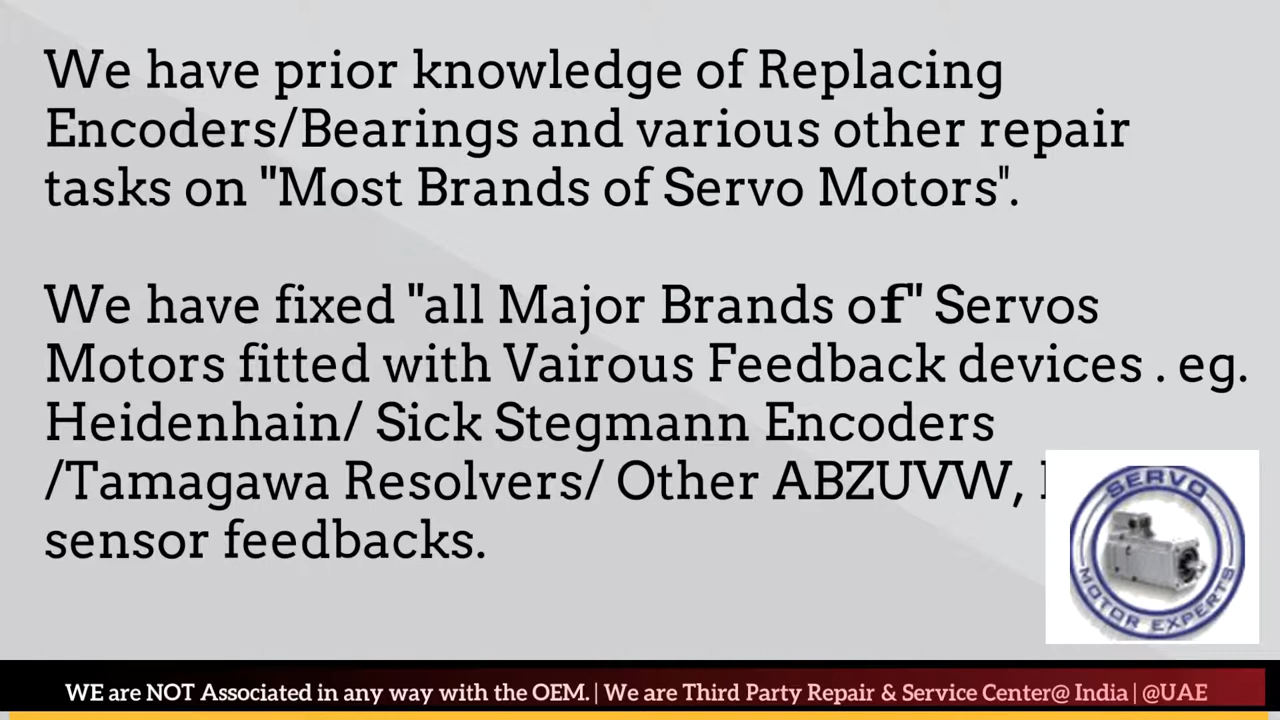 We have prior knowledge of Replacing
Encoders/Bearings and various other repair
tasks on "Most Brands of Servo Motors".
We have fixed "all Major Brands of" Servos
Motors fitted with Vairous Feedback devices . eg.
Heidenhain/ Sick Stegmann Encoders
/Tamagawa Resolvers/ Other ABZUVW,
sensor feedbacks.
SERVO
MOTOR EXPERTS
WE are NOT Associated in any way with the OEM. | We are Third Party Repair & Service Center@ India | @UAE